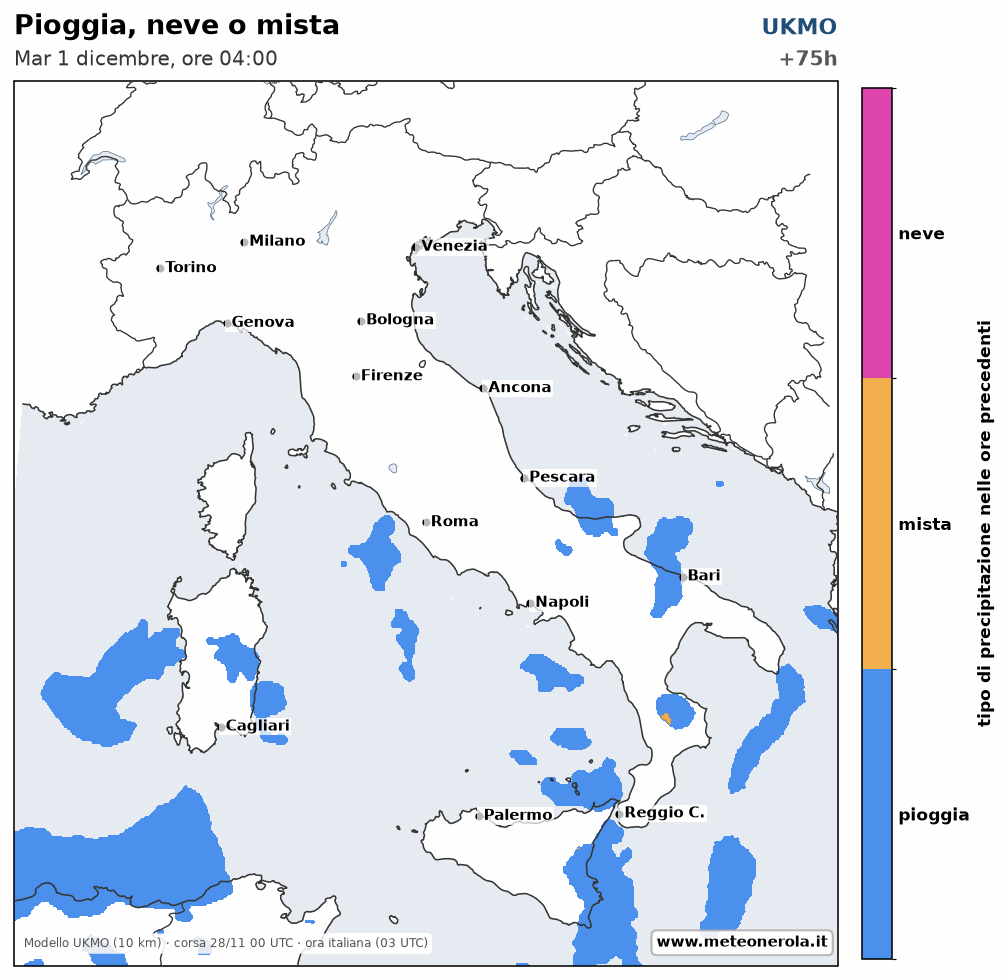 Pioggia, neve o mista
UKMO
Mar 1 dicembre, ore 04:00
+75h
neve
mista
pioggia
tipo di precipitazione nelle ore precedenti
Milano
Venezia
Torino
Genova
Bologna
Firenze
Ancona
Pescara
Roma
Bari
Napoli
Cagliari
Palermo
Reggio C.
Modello UKMO (10 km) · corsa 28/11 00 UTC · ora italiana (03 UTC)
www.meteonerola.it